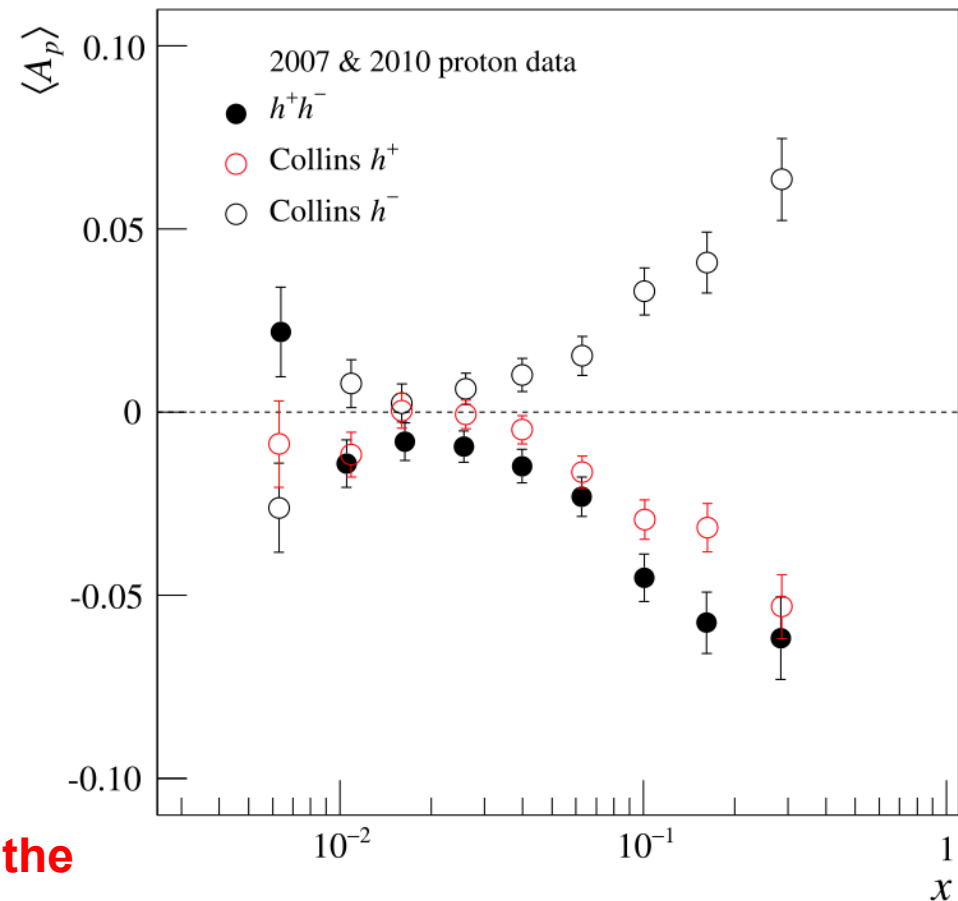 ⟨A_p⟩
0.10
2007 & 2010 proton data
h⁺h⁻
Collins h⁺
Collins h⁻
0.05
0
-0.05
-0.10
10⁻²
10⁻¹
1
x
the